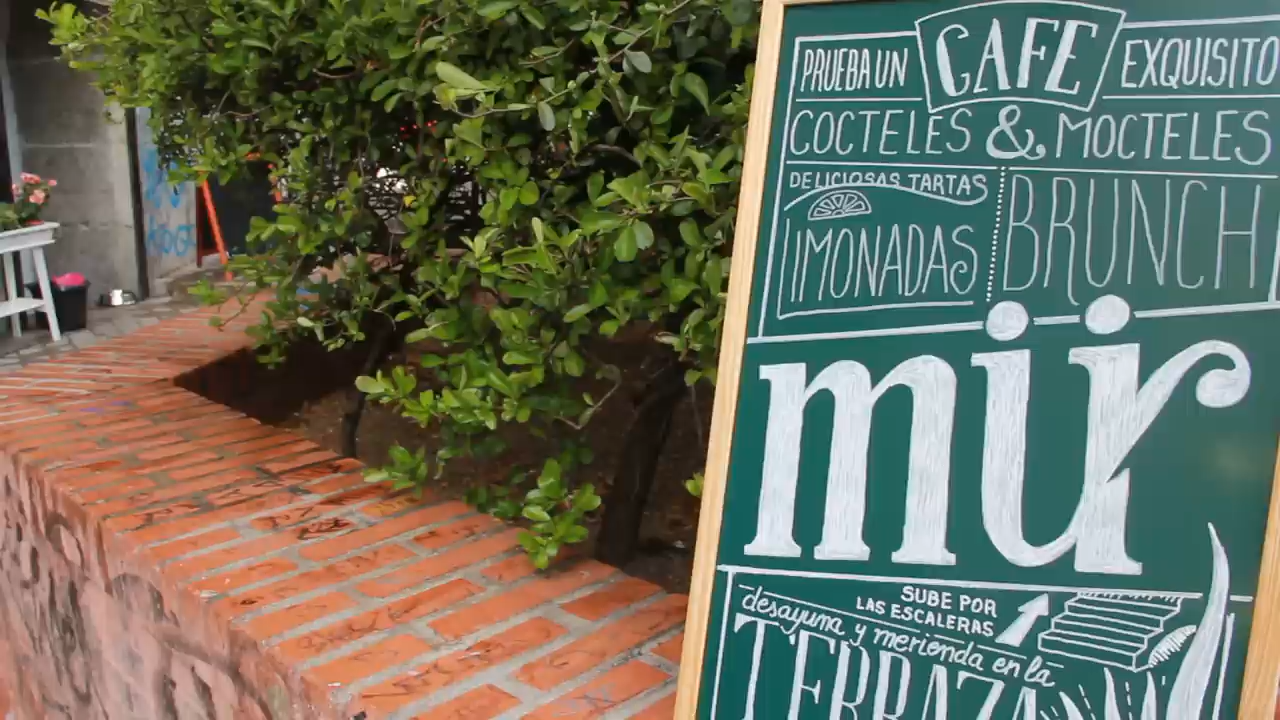 PRUEBA UN CAFE EXQUISITO
COCTELES & MOCTELES
DELICIOSAS TARTAS
LIMONADAS
BRUNCH
mür
SUBE POR
LAS ESCALERAS
desayuna y merienda en la
TERRAZA